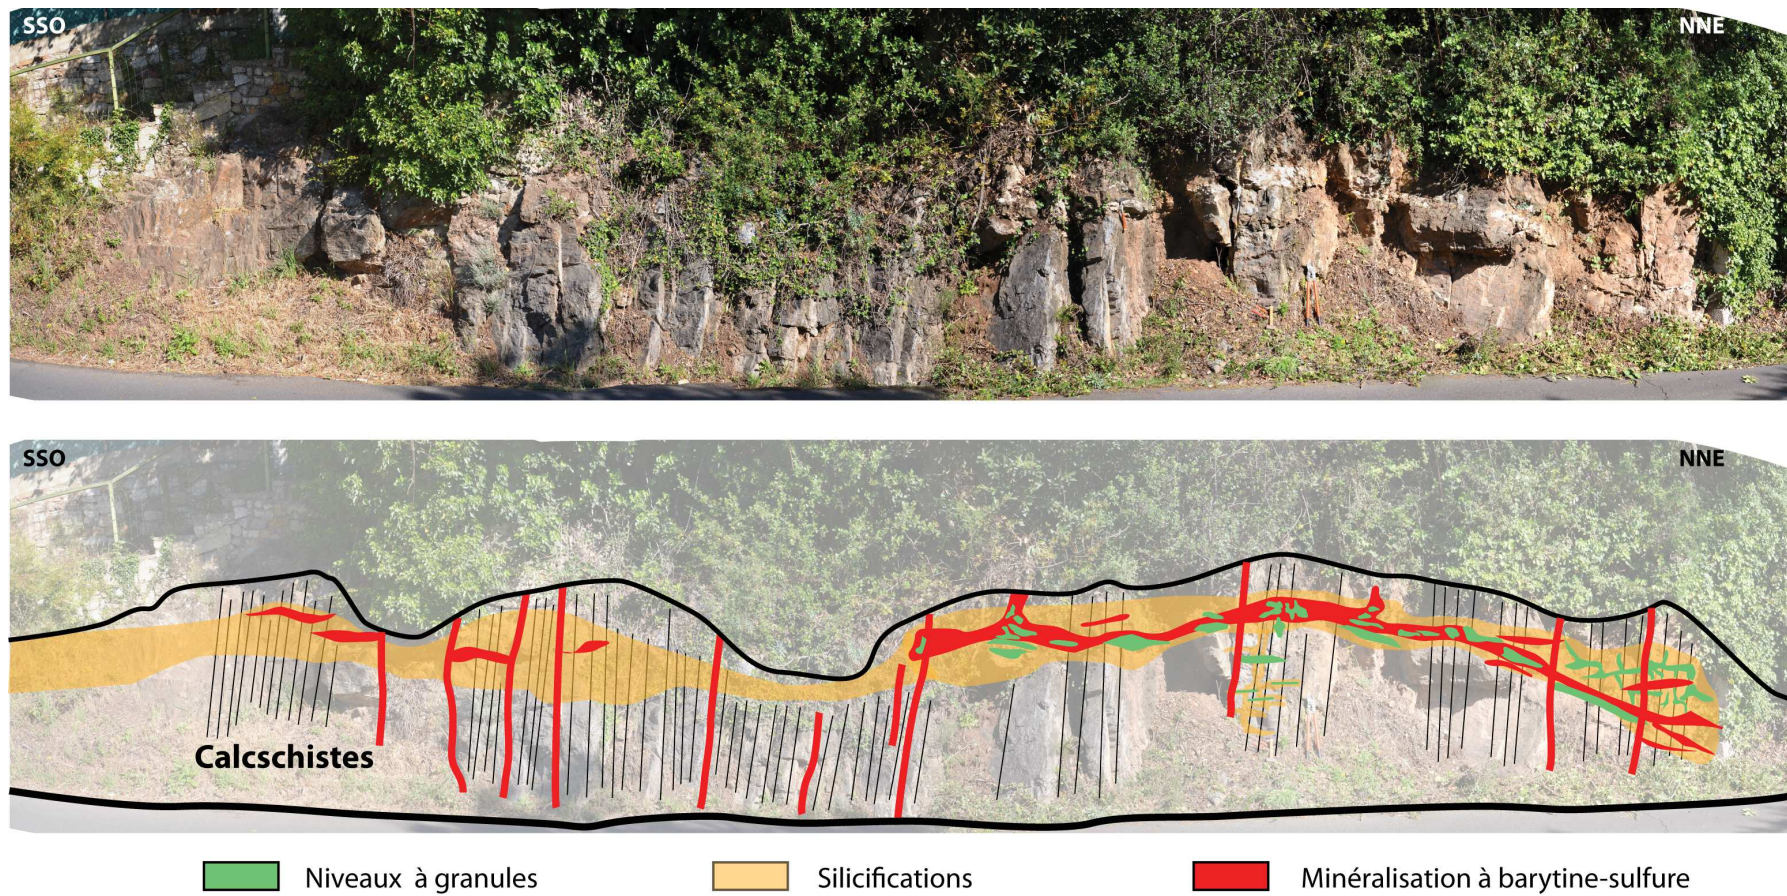 SSO
NNE
SSO
NNE
Calcschistes
Niveaux à granules
Silicifications
Minéralisation à barytine-sulfure